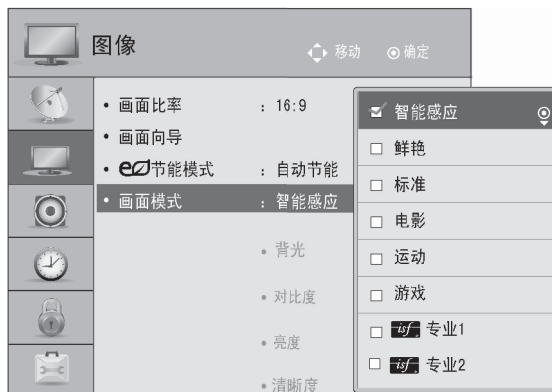 图像
移动 确定
• 画面比率 : 16:9
• 画面向导
• eco节能模式 : 自动节能
• 画面模式 : 智能感应
• 背光
• 对比度
• 亮度
• 清晰度
智能感应
鲜艳
标准
电影
运动
游戏
isf 专业1
isf 专业2